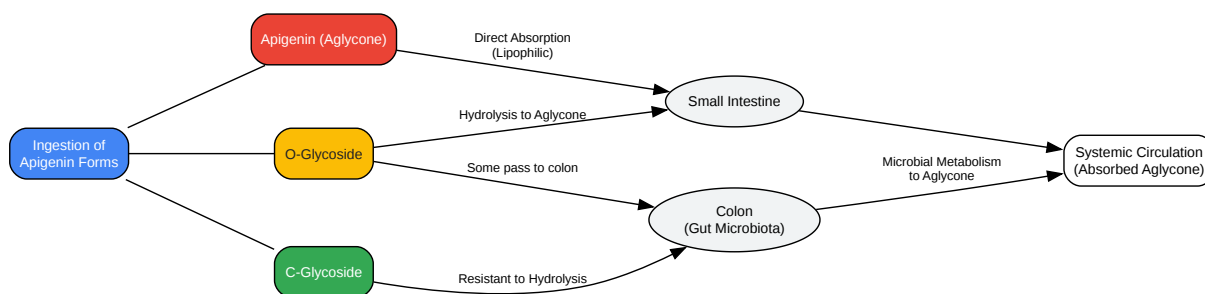 Apigenin (Aglycone)
Direct Absorption
(Lipophilic)
Small Intestine
Hydrolysis to Aglycone
Ingestion of
Apigenin Forms
O-Glycoside
Some pass to colon
Microbial Metabolism
to Aglycone
Systemic Circulation
(Absorbed Aglycone)
Colon
(Gut Microbiota)
C-Glycoside
Resistant to Hydrolysis